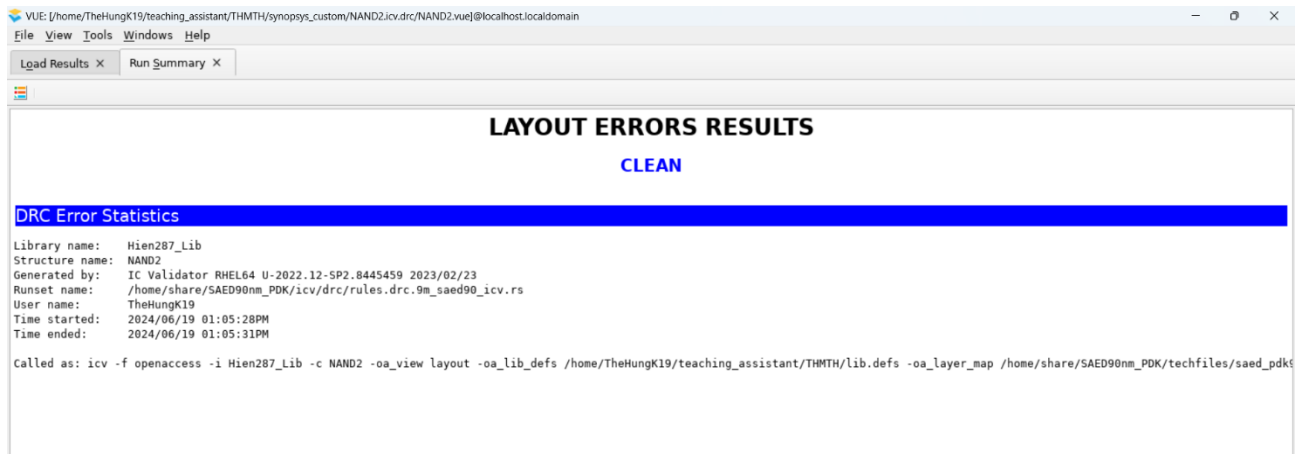 VUE: [/home/TheHungK19/teaching_assistant/THMTH/synopsys_custom/NAND2.icv.drc/NAND2.vue]@localhost.localdomain
File View Tools Windows Help
Load Results × Run Summary ×
LAYOUT ERRORS RESULTS
CLEAN
DRC Error Statistics
Library name: Hien287_Lib
Structure name: NAND2
Generated by: IC Validator RHEL64 U-2022.12-SP2.8445459 2023/02/23
Runset name: /home/share/SAED90nm_PDK/icv/drc/rules.drc.9m_saed90_icv.rs
User name: TheHungK19
Time started: 2024/06/19 01:05:28PM
Time ended: 2024/06/19 01:05:31PM
Called as: icv -f openaccess -i Hien287_Lib -c NAND2 -oa_view layout -oa_lib_defs /home/TheHungK19/teaching_assistant/THMTH/lib.defs -oa_layer_map /home/share/SAED90nm_PDK/techfiles/saed_pdk9